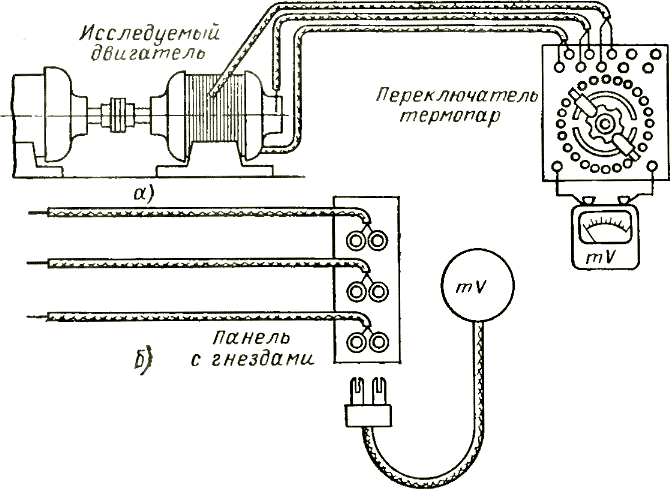 Исследуемый
двигатель
Переключатель
термопар
mV
а)
mV
Панель
с гнездами
б)